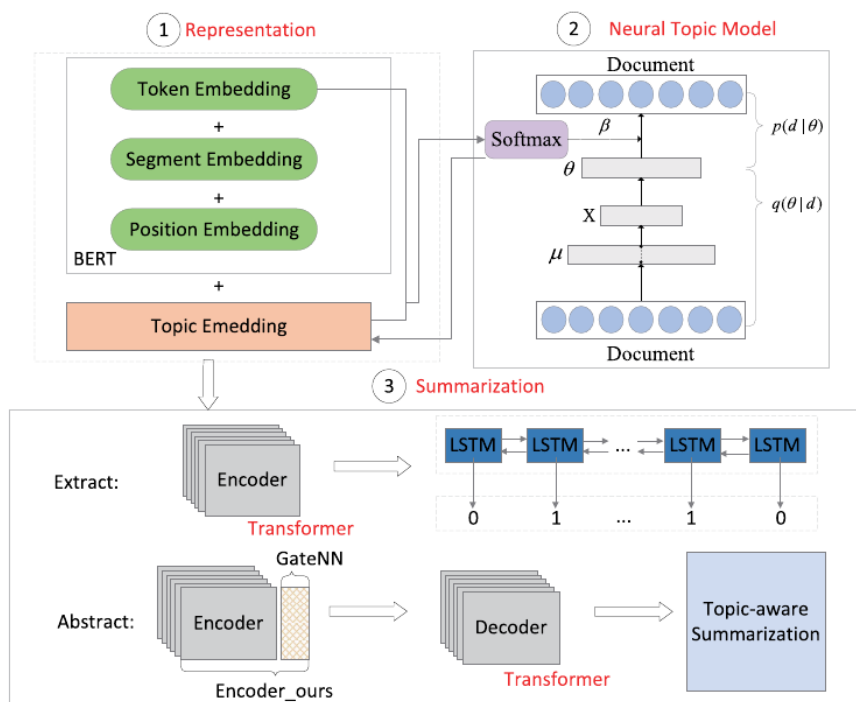 1 Representation
Token Embedding
+
Segment Embedding
+
Position Embedding
BERT
+
Topic Emedding
2 Neural Topic Model
Document
Softmax
β
p(d|θ)
θ
q(θ|d)
X
μ
Document
3 Summarization
Extract:
Encoder
Transformer
LSTM LSTM ... LSTM LSTM
0 1 ... 1 0
GateNN
Abstract:
Encoder
Encoder_ours
Decoder
Transformer
Topic-aware
Summarization